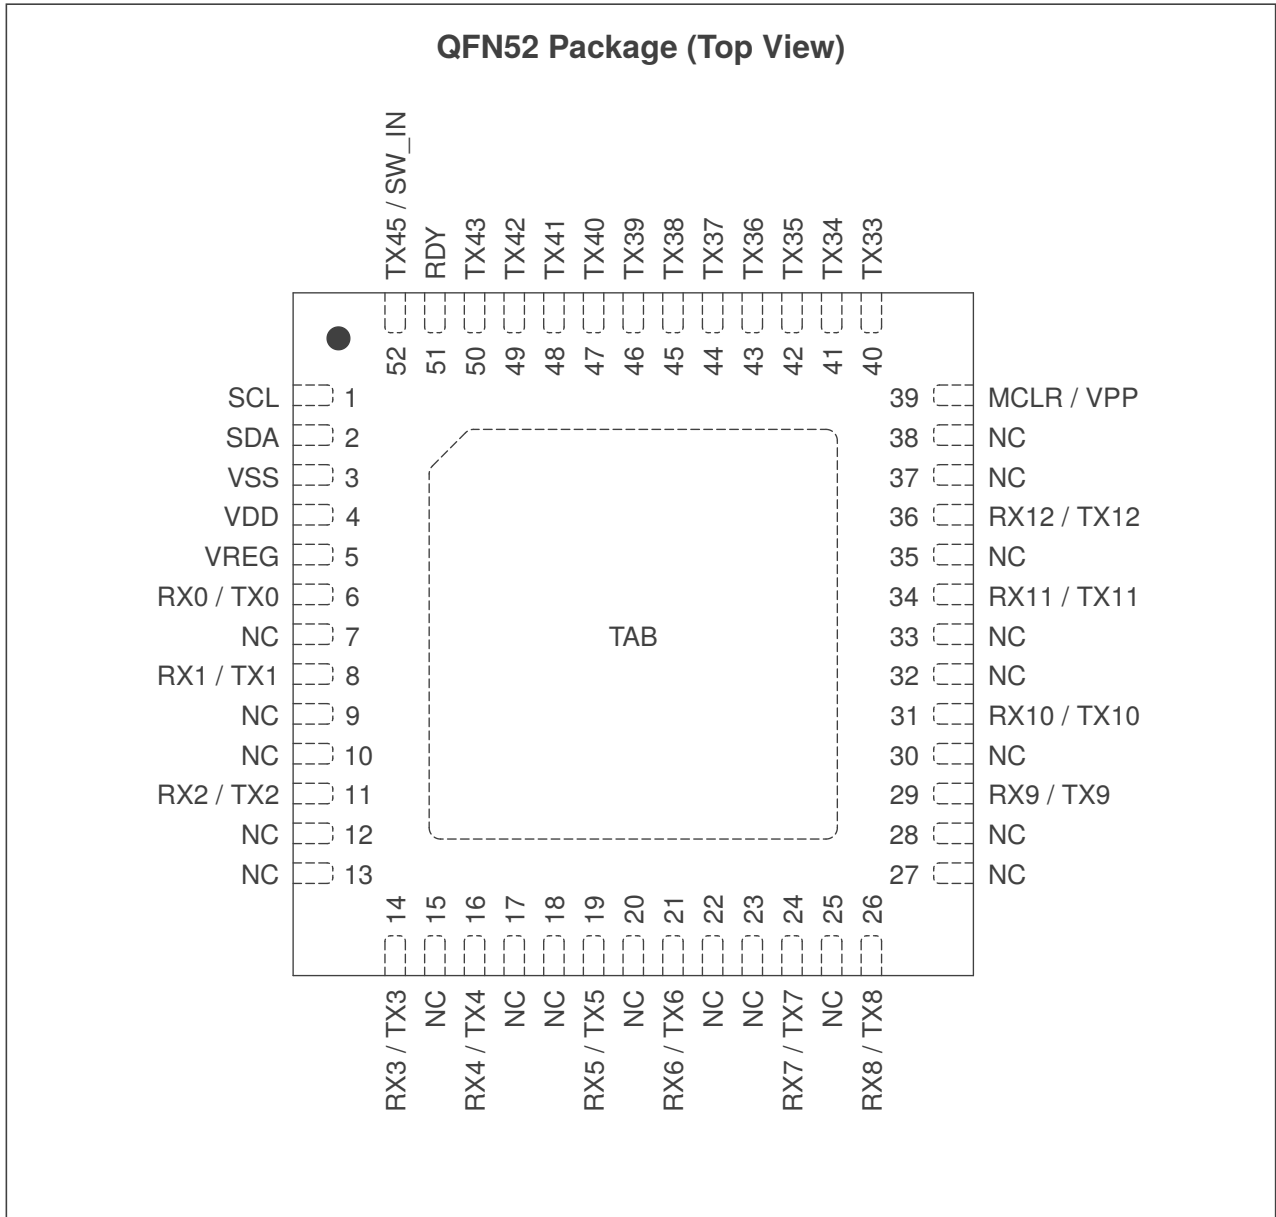 QFN52 Package (Top View)
TX45 / SW_IN
RDY
TX43
TX42
TX41
TX40
TX39
TX38
TX37
TX36
TX35
TX34
TX33
52
51
50
49
48
47
46
45
44
43
42
41
40
SCL 1
SDA 2
VSS 3
VDD 4
VREG 5
RX0 / TX0 6
NC 7
RX1 / TX1 8
NC 9
NC 10
RX2 / TX2 11
NC 12
NC 13
TAB
39 MCLR / VPP
38 NC
37 NC
36 RX12 / TX12
35 NC
34 RX11 / TX11
33 NC
32 NC
31 RX10 / TX10
30 NC
29 RX9 / TX9
28 NC
27 NC
14
15
16
17
18
19
20
21
22
23
24
25
26
RX3 / TX3
NC
RX4 / TX4
NC
NC
RX5 / TX5
NC
RX6 / TX6
NC
NC
RX7 / TX7
NC
RX8 / TX8